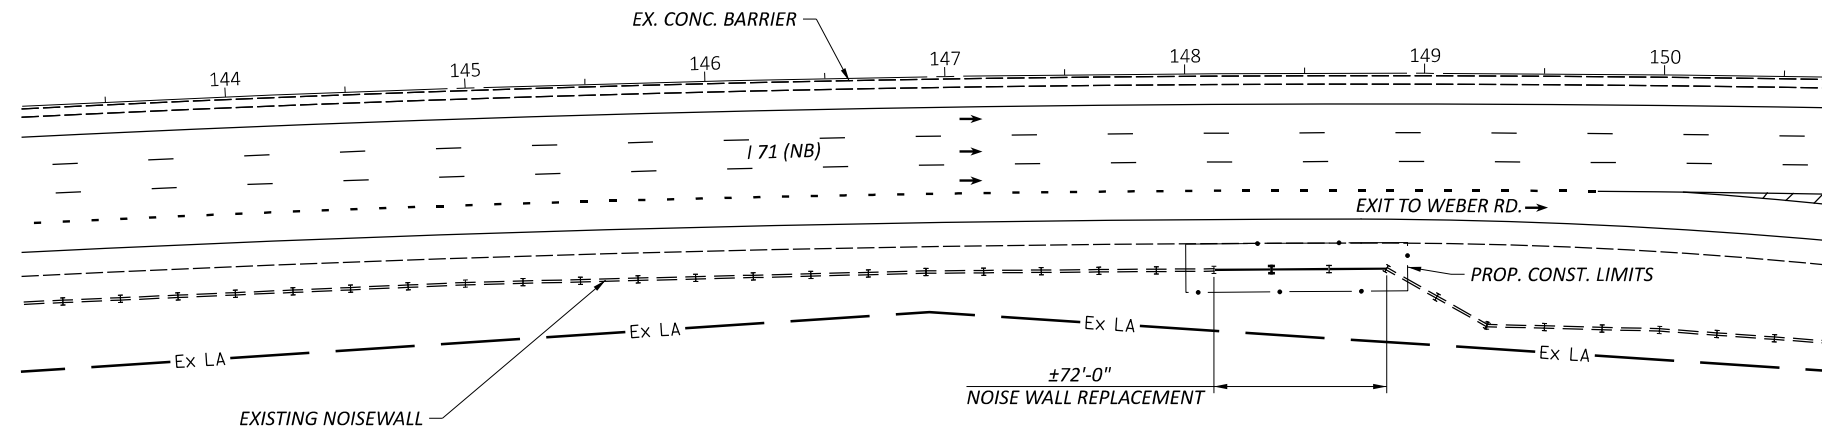 EX. CONC. BARRIER
144
145
146
147
148
149
150
I 71 (NB)
EXIT TO WEBER RD.
PROP. CONST. LIMITS
Ex LA
Ex LA
Ex LA
Ex LA
±72'-0"
NOISE WALL REPLACEMENT
EXISTING NOISEWALL